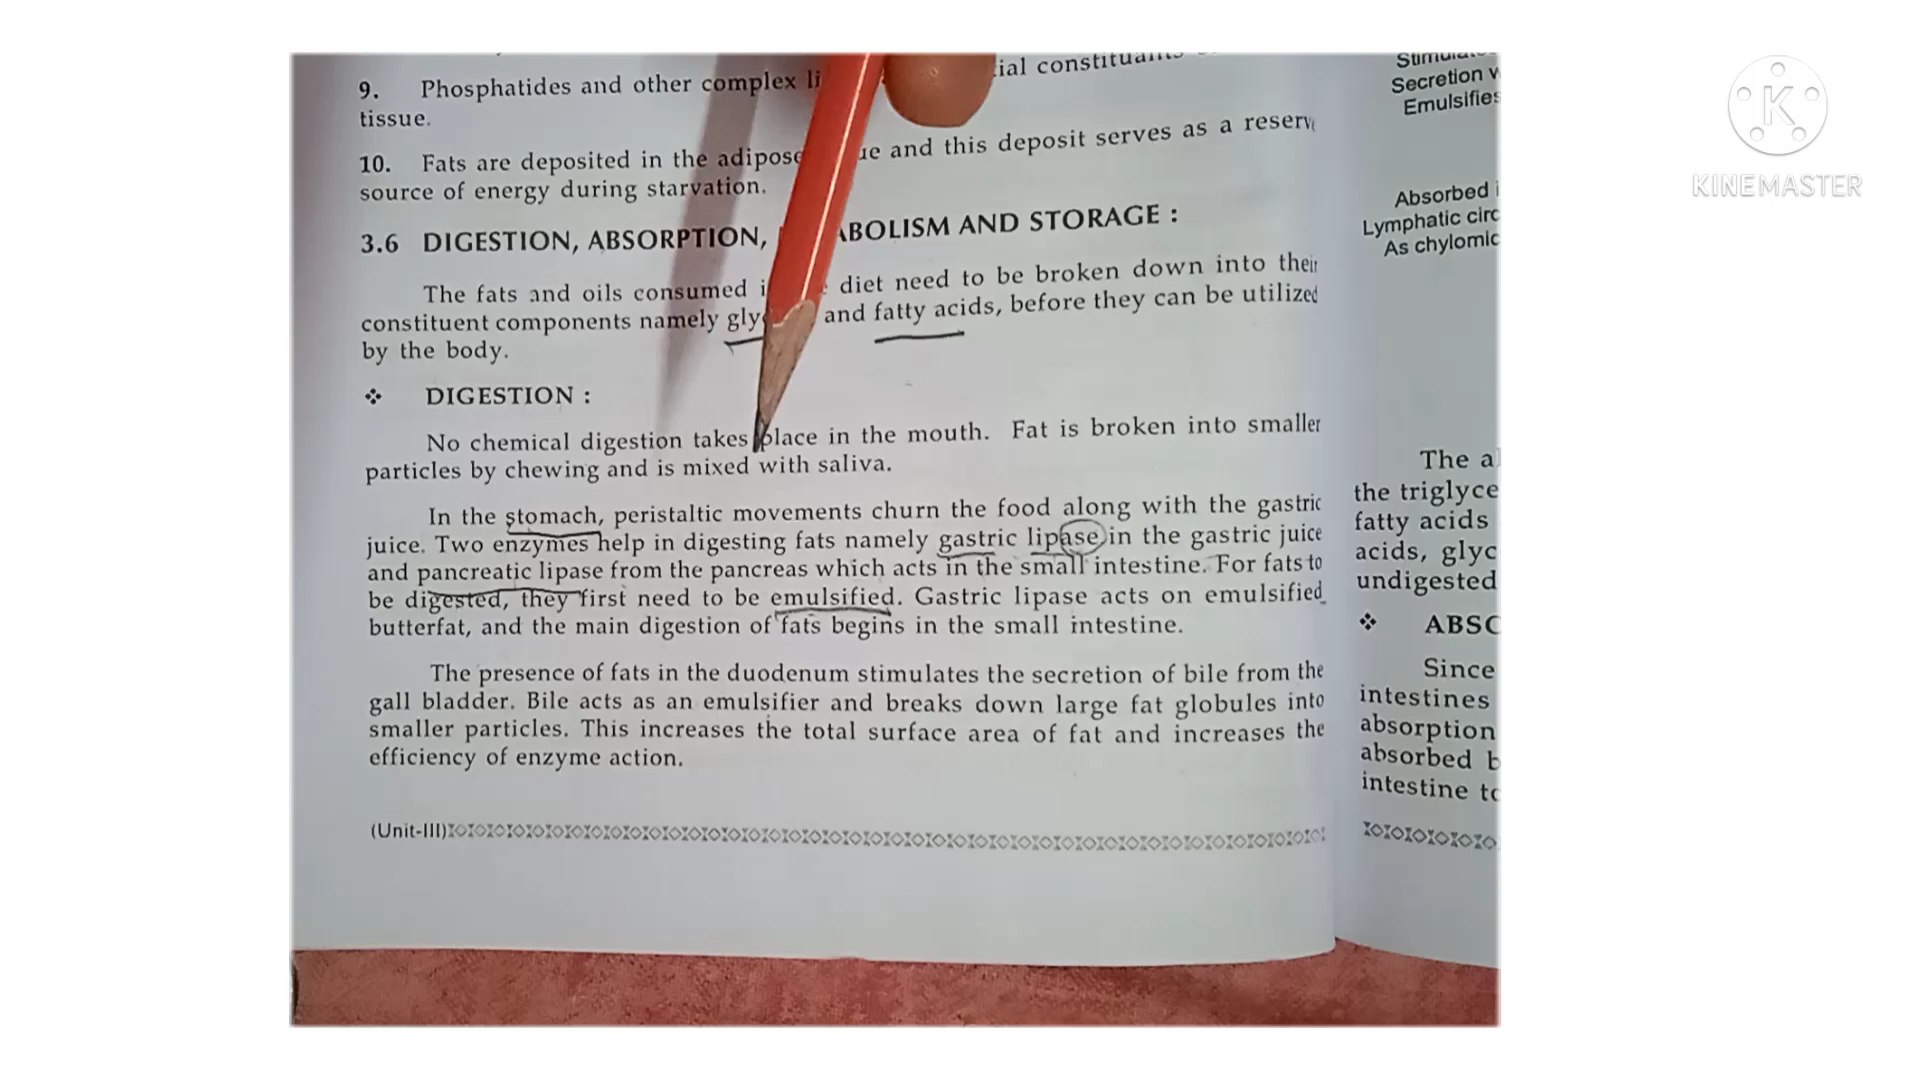 9. Phosphatides and other complex li ial constituants
tissue.
10. Fats are deposited in the adipose ue and this deposit serves as a reserv
source of energy during starvation.
3.6 DIGESTION, ABSORPTION, ABOLISM AND STORAGE :
The fats and oils consumed i diet need to be broken down into their
constituent components namely gly and fatty acids, before they can be utilized
by the body.
❖ DIGESTION :
No chemical digestion takes place in the mouth. Fat is broken into smaller
particles by chewing and is mixed with saliva.
In the stomach, peristaltic movements churn the food along with the gastric
juice. Two enzymes help in digesting fats namely gastric lipase in the gastric juice
and pancreatic lipase from the pancreas which acts in the small intestine. For fats to
be digested, they first need to be emulsified. Gastric lipase acts on emulsified
butterfat, and the main digestion of fats begins in the small intestine.
The presence of fats in the duodenum stimulates the secretion of bile from the
gall bladder. Bile acts as an emulsifier and breaks down large fat globules into
smaller particles. This increases the total surface area of fat and increases the
efficiency of enzyme action.
(Unit-III)
Secretion w
Emulsifies
Absorbed i
Lymphatic circ
As chylomic
The al
the triglyce
fatty acids
acids, glyc
undigested
❖ ABSO
Since
intestines
absorption
absorbed b
intestine to
K
KINEMASTER